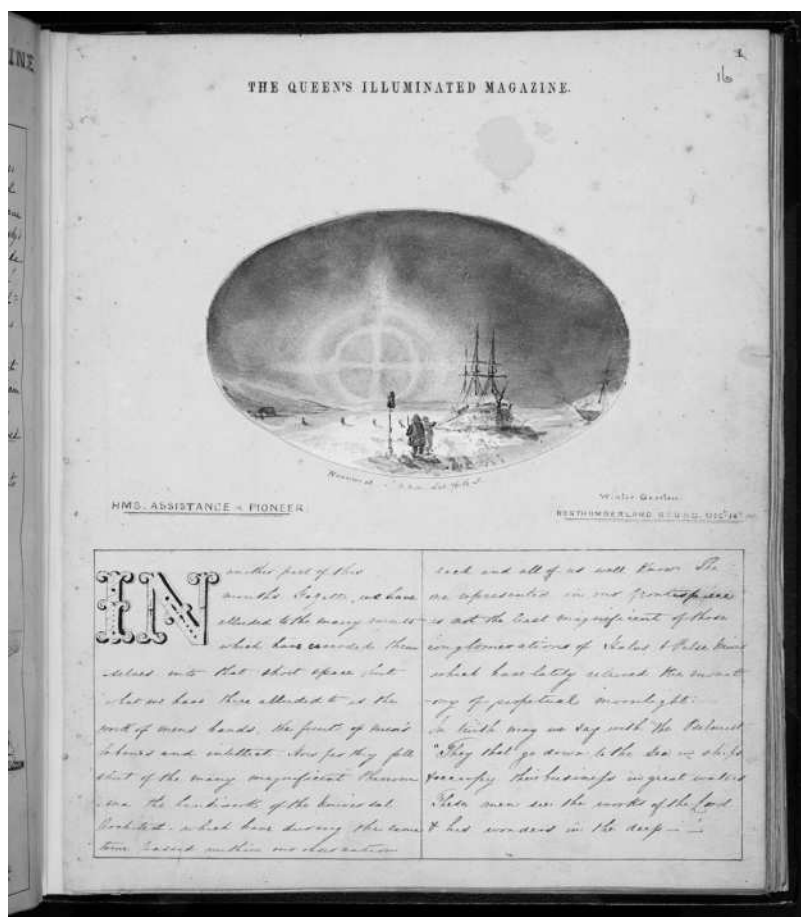 16
THE QUEEN'S ILLUMINATED MAGAZINE.
HMS. ASSISTANCE & PIONEER
Winter Quarters
NORTHUMBERLAND SOUND. DEC. 14th
IN another part of this
month's Gazette, we have
alluded to the many events
which have crowded them
selves into that short space but
what we have there alluded to is the
work of mens hands, the fruit of men's
labours and intellect. How far they fall
short of the many magnificent Phenom
ena the handiwork of the Universal
Architect. which have during the same
time passed within our observation
each and all of us well know. The
one represented in our frontispiece
is not the least magnificent of those
conglomerations of Halos &
which have lately relieved the monot
ony of perpetual moonlight.
In truth may we say with the Psalmist
"They that go down to the Sea in ships
& occupy their business in great waters
These men see the works of the Lord
& his wonders in the deep